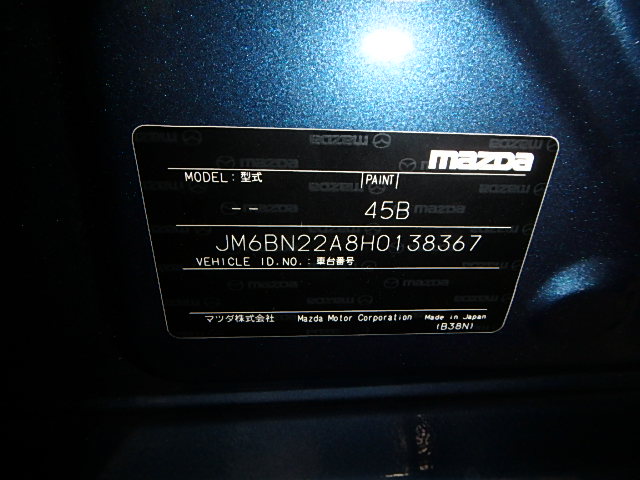 mazda
MODEL: 型式 PAINT
-- 45B
JM6BN22A8H0138367
VEHICLE ID.NO.: 車台番号
マツダ株式会社 Mazda Motor Corporation Made in Japan
(B38N)